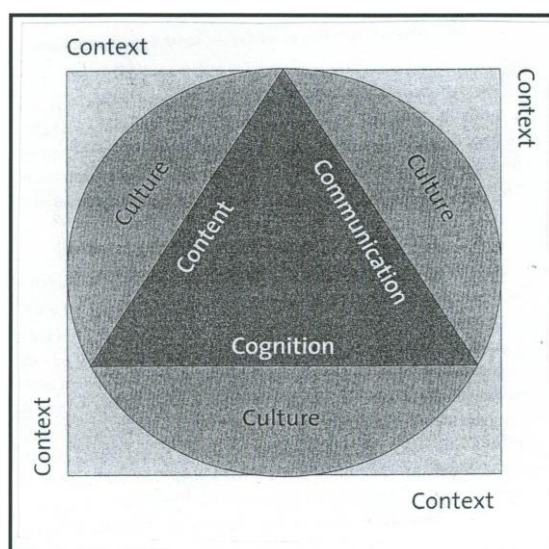 Context
Context
Culture
Culture
Content
Communication
Cognition
Culture
Context
Context